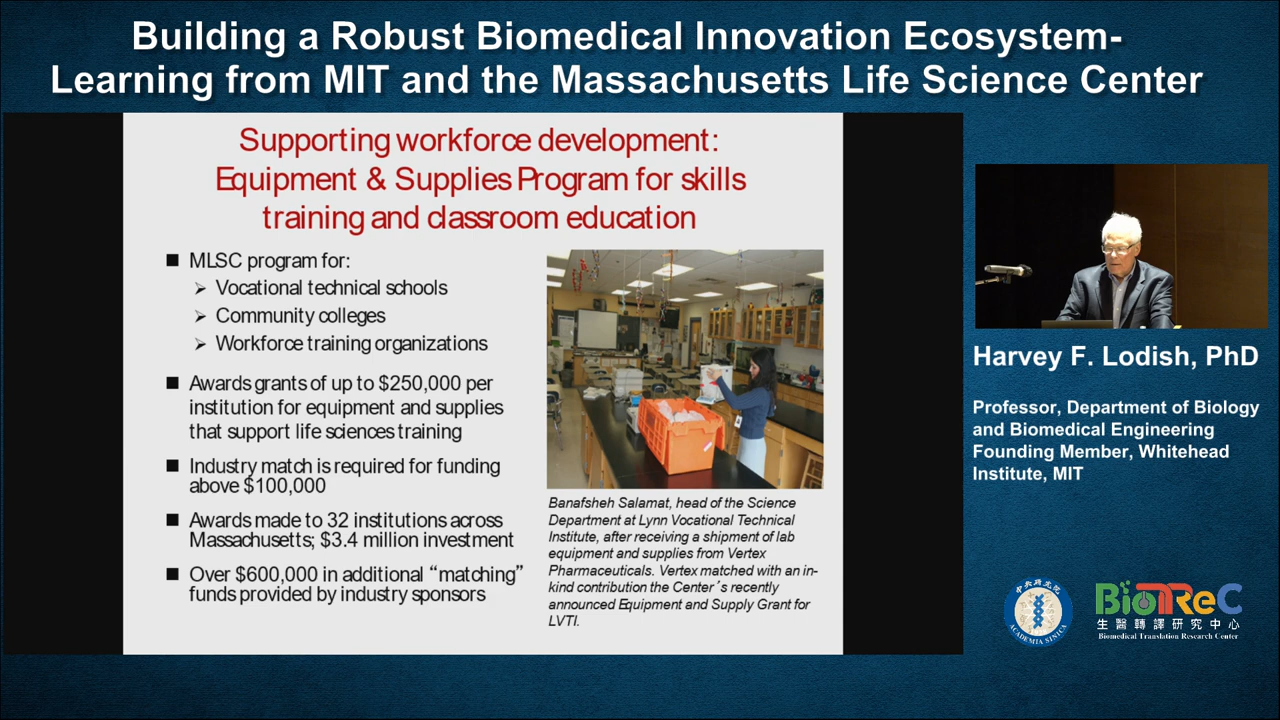 Building a Robust Biomedical Innovation Ecosystem-
Learning from MIT and the Massachusetts Life Science Center
Supporting workforce development:
Equipment & Supplies Program for skills
training and classroom education
■ MLSC program for:
➢ Vocational technical schools
➢ Community colleges
➢ Workforce training organizations
■ Awards grants of up to $250,000 per
institution for equipment and supplies
that support life sciences training
■ Industry match is required for funding
above $100,000
■ Awards made to 32 institutions across
Massachusetts; $3.4 million investment
■ Over $600,000 in additional “matching”
funds provided by industry sponsors
Banafsheh Salamat, head of the Science
Department at Lynn Vocational Technical
Institute, after receiving a shipment of lab
equipment and supplies from Vertex
Pharmaceuticals. Vertex matched with an in-
kind contribution the Center’s recently
announced Equipment and Supply Grant for
LVTI.
Harvey F. Lodish, PhD
Professor, Department of Biology
and Biomedical Engineering
Founding Member, Whitehead
Institute, MIT
中央研究院
ACADEMIA SINICA
BioTReC
生醫轉譯研究中心
Biomedical Translation Research Center